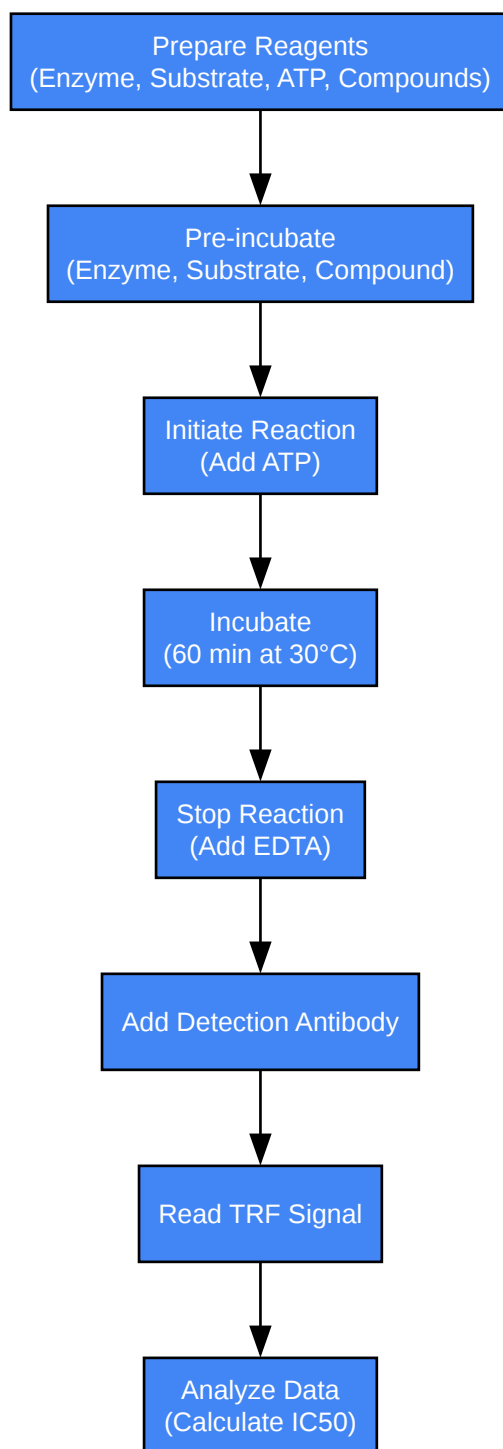 Prepare Reagents
(Enzyme, Substrate, ATP, Compounds)
Pre-incubate
(Enzyme, Substrate, Compound)
Initiate Reaction
(Add ATP)
Incubate
(60 min at 30°C)
Stop Reaction
(Add EDTA)
Add Detection Antibody
Read TRF Signal
Analyze Data
(Calculate IC50)